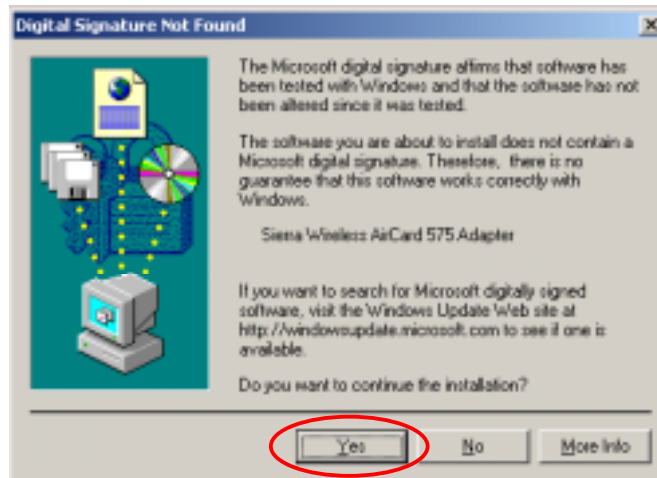 Digital Signature Not Found
The Microsoft digital signature affirms that software has
been tested with Windows and that the software has not
been altered since it was tested.
The software you are about to install does not contain a
Microsoft digital signature. Therefore, there is no
guarantee that this software works correctly with
Windows.
Sierra Wireless AirCard 575 Adapter
If you want to search for Microsoft digitally signed
software, visit the Windows Update Web site at
http://windowsupdate.microsoft.com to see if one is
available.
Do you want to continue the installation?
Yes No More Info